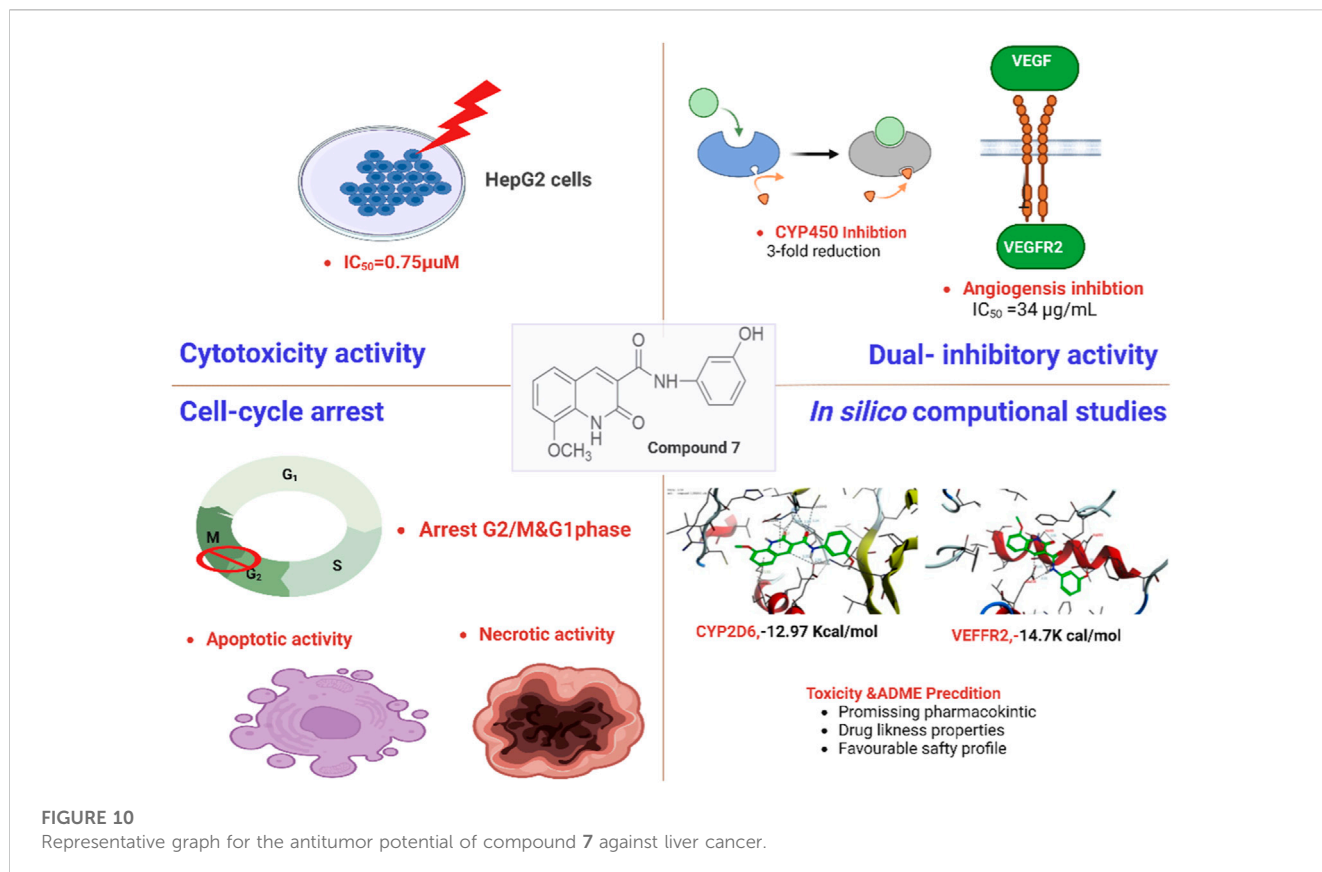 HepG2 cells
• IC₅₀=0.75µuM
Cytotoxicity activity
VEGF
VEGFR2
• CYP450 Inhibtion
3-fold reduction
• Angiogensis inhibtion
IC₅₀ =34 µg/mL
Dual- inhibitory activity
OH
O
NH
N
H
O
OCH₃
Compound 7
Cell-cycle arrest
G₁
M
G₂
S
• Arrest G2/M&G1phase
• Apoptotic activity
• Necrotic activity
In silico computional studies
CYP2D6,-12.97 Kcal/mol
VEFFR2,-14.7K cal/mol
Toxicity &ADME Precdition
• Promissing pharmacokintic
• Drug likness properties
• Favourable safty profile
FIGURE 10
Representative graph for the antitumor potential of compound 7 against liver cancer.